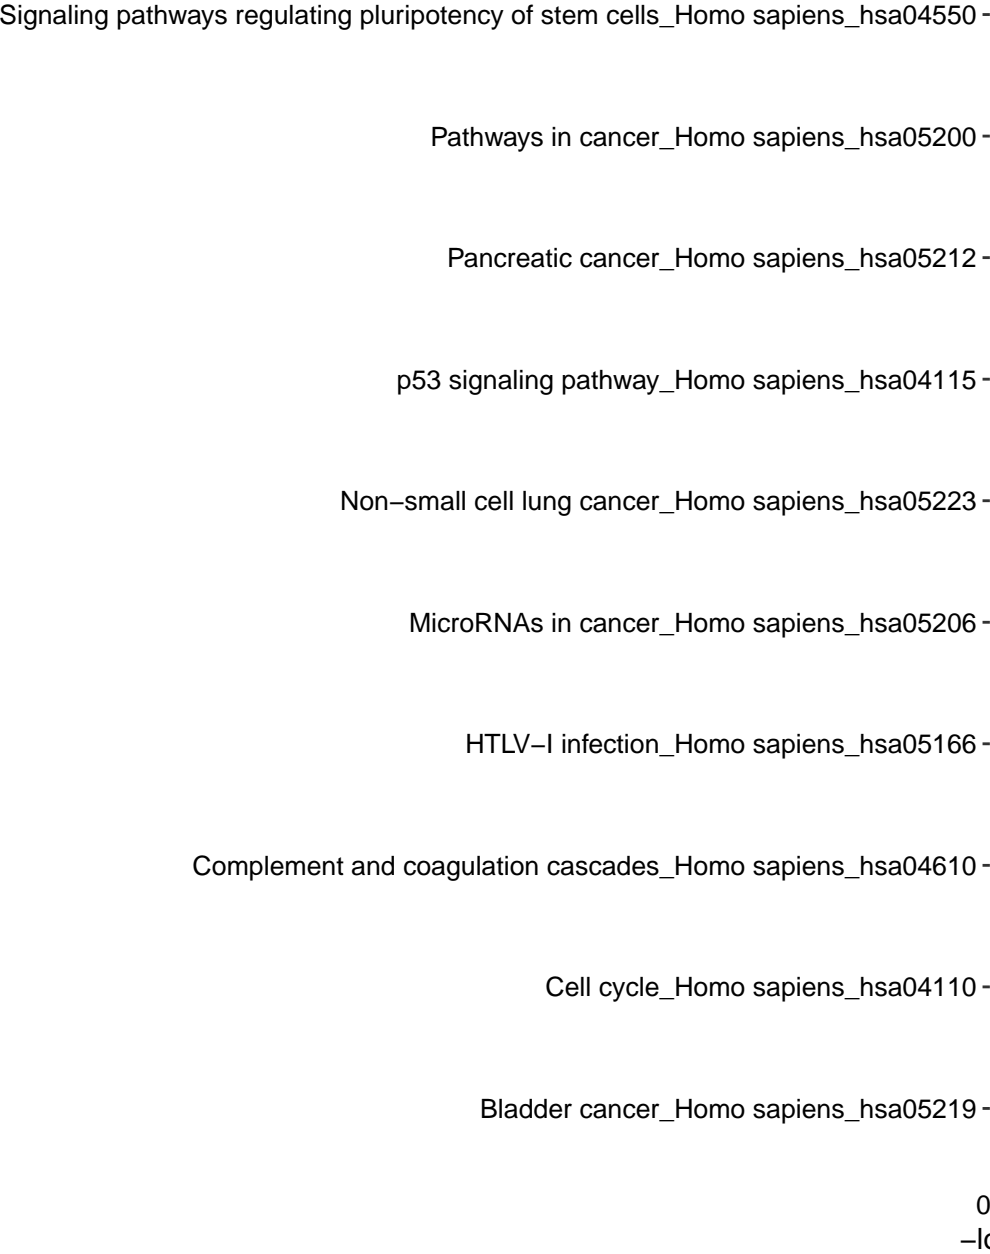 Signaling pathways regulating pluripotency of stem cells_Homo sapiens_hsa04550
Pathways in cancer_Homo sapiens_hsa05200
Pancreatic cancer_Homo sapiens_hsa05212
p53 signaling pathway_Homo sapiens_hsa04115
Non−small cell lung cancer_Homo sapiens_hsa05223
MicroRNAs in cancer_Homo sapiens_hsa05206
HTLV−I infection_Homo sapiens_hsa05166
Complement and coagulation cascades_Homo sapiens_hsa04610
Cell cycle_Homo sapiens_hsa04110
Bladder cancer_Homo sapiens_hsa05219
0